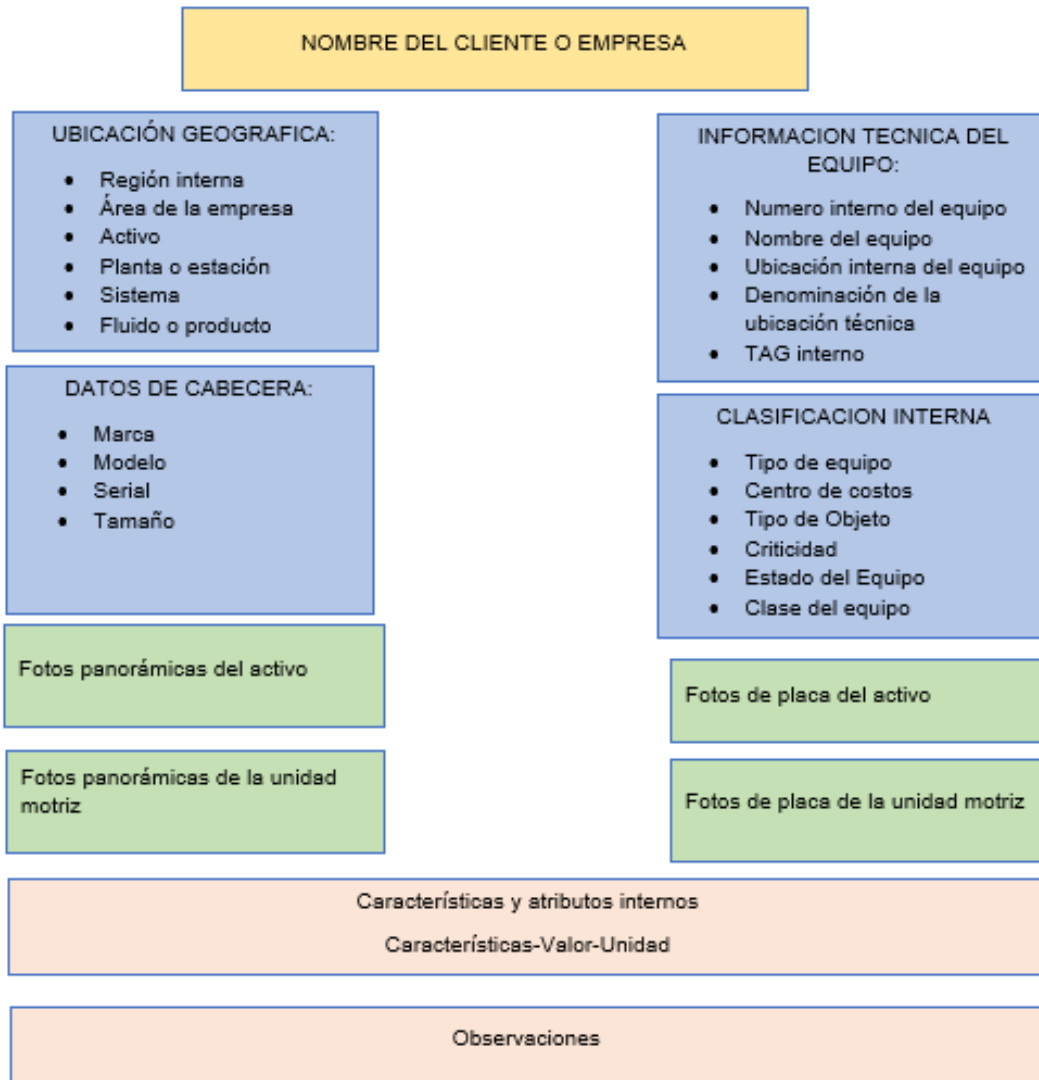 NOMBRE DEL CLIENTE O EMPRESA
UBICACIÓN GEOGRAFICA:
• Región interna
• Área de la empresa
• Activo
• Planta o estación
• Sistema
• Fluido o producto
INFORMACION TECNICA DEL
EQUIPO:
• Numero interno del equipo
• Nombre del equipo
• Ubicación interna del equipo
• Denominación de la
ubicación técnica
• TAG interno
DATOS DE CABECERA:
• Marca
• Modelo
• Serial
• Tamaño
CLASIFICACION INTERNA
• Tipo de equipo
• Centro de costos
• Tipo de Objeto
• Criticidad
• Estado del Equipo
• Clase del equipo
Fotos panorámicas del activo
Fotos de placa del activo
Fotos panorámicas de la unidad
motriz
Fotos de placa de la unidad motriz
Características y atributos internos
Características-Valor-Unidad
Observaciones